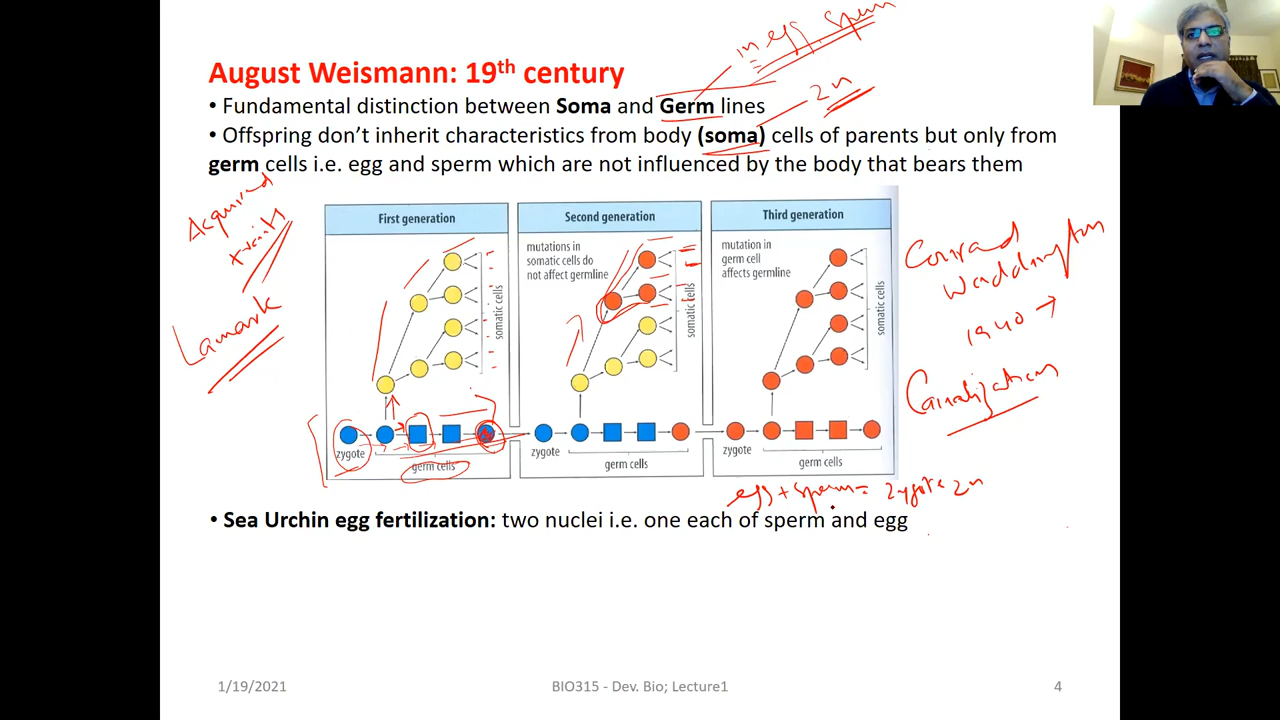 August Weismann: 19th century
in egg. Sperm
• Fundamental distinction between Soma and Germ lines
2n
• Offspring don't inherit characteristics from body (soma) cells of parents but only from
germ cells i.e. egg and sperm which are not influenced by the body that bears them
Acquired
traits
Lamark
First generation
somatic cells
zygote
germ cells
Second generation
mutations in
somatic cells do
not affect germline
somatic cells
zygote
germ cells
Third generation
mutation in
germ cell
affects germline
somatic cells
zygote
germ cells
Conrad
Waddington
1940 →
Canalization
egg + sperm = zygote 2n
• Sea Urchin egg fertilization: two nuclei i.e. one each of sperm and egg
1/19/2021
BIO315 - Dev. Bio; Lecture1
4